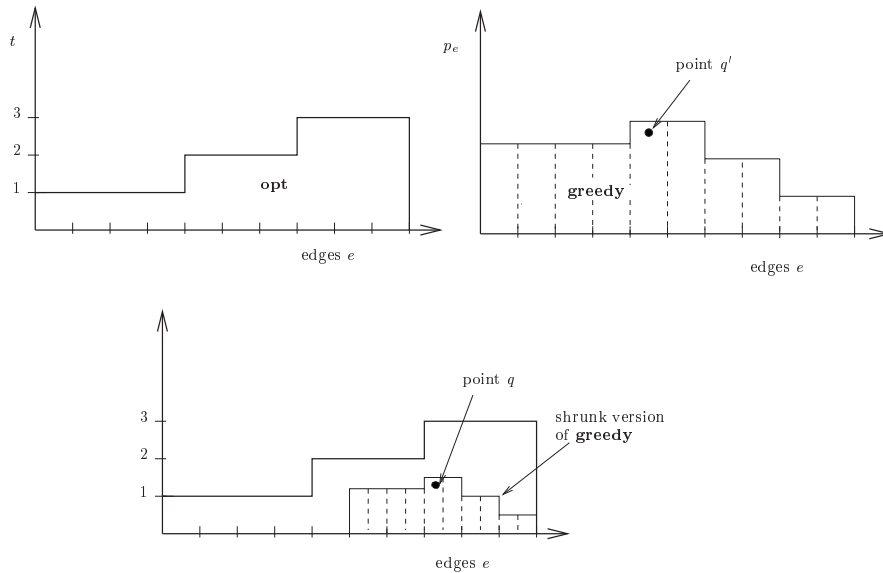 t
3
2
1
opt
edges e
p_e
point q′
greedy
edges e
3
2
1
point q
shrunk version
of greedy
edges e